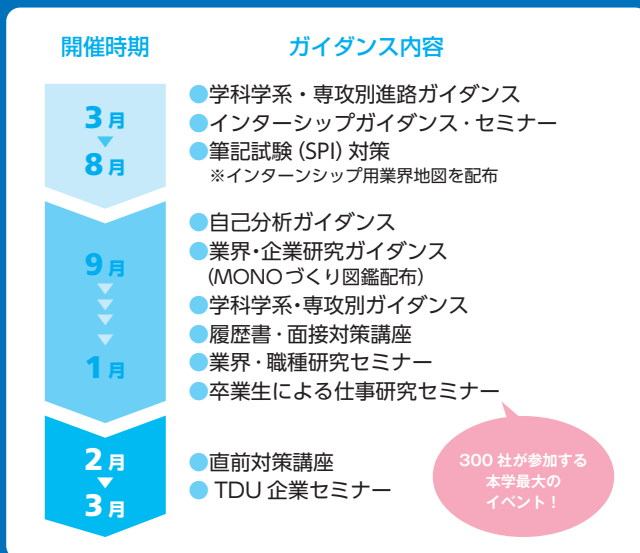 開催時期
ガイダンス内容
3月
8月
●学科学系・専攻別進路ガイダンス
●インターシップガイダンス・セミナー
●筆記試験(SPI)対策
※インターンシップ用業界地図を配布
9月
1月
●自己分析ガイダンス
●業界・企業研究ガイダンス
(MONOづくり図鑑配布)
●学科学系・専攻別ガイダンス
●履歴書・面接対策講座
●業界・職種研究セミナー
●卒業生による仕事研究セミナー
2月
3月
●直前対策講座
●TDU企業セミナー
300社が参加する
本学最大の
イベント！